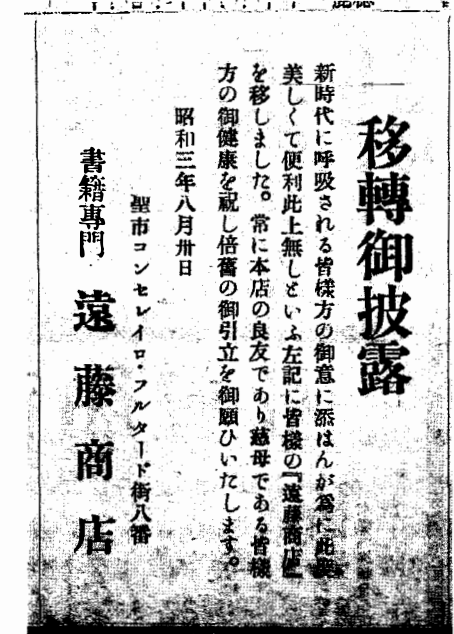 移轉御披露
新時代に呼吸される皆樣方の御意に添はんが爲に此
美しくて便利此上無しといふ左記に皆樣の『遠藤商店』
を移しました。常に本店の良友であり慈母である皆樣
方の御健康を祝し倍舊の御引立を御願ひいたします。
昭和三年八月卅日
聖市コンセレイロ・フルタード街八番
書籍專門 遠藤商店